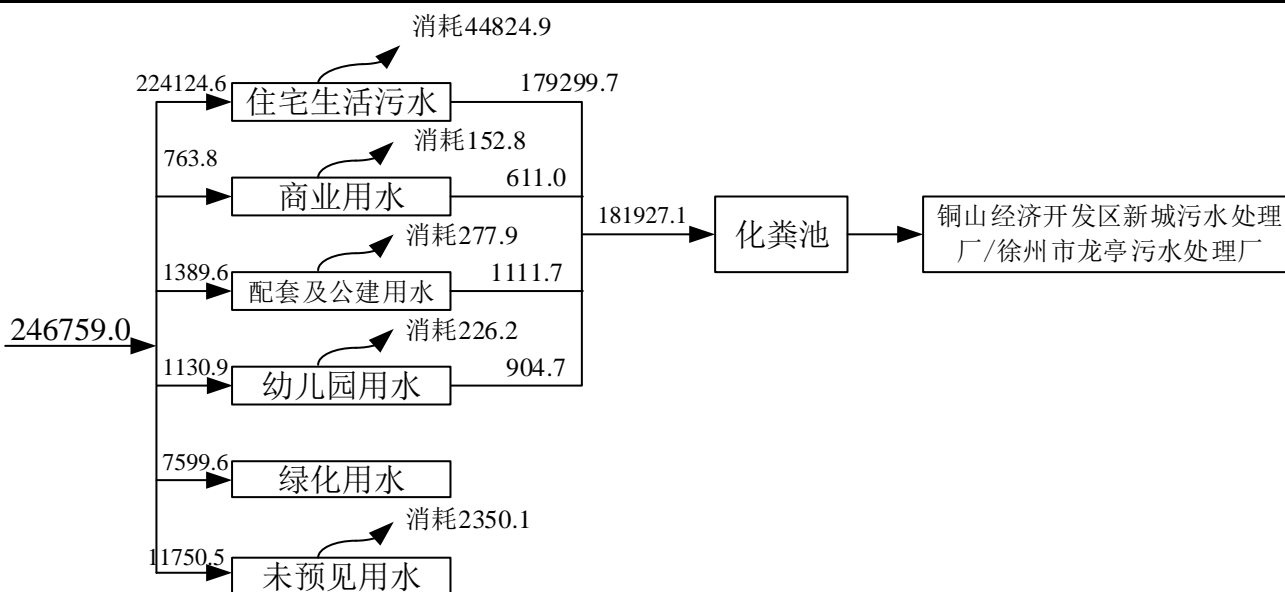 消耗44824.9
224124.6
住宅生活污水
179299.7
消耗152.8
763.8
商业用水
611.0
消耗277.9
1389.6
配套及公建用水
1111.7
181927.1
化粪池
铜山经济开发区新城污水处理
厂/徐州市龙亭污水处理厂
246759.0
消耗226.2
1130.9
幼儿园用水
904.7
7599.6
绿化用水
消耗2350.1
11750.5
未预见用水